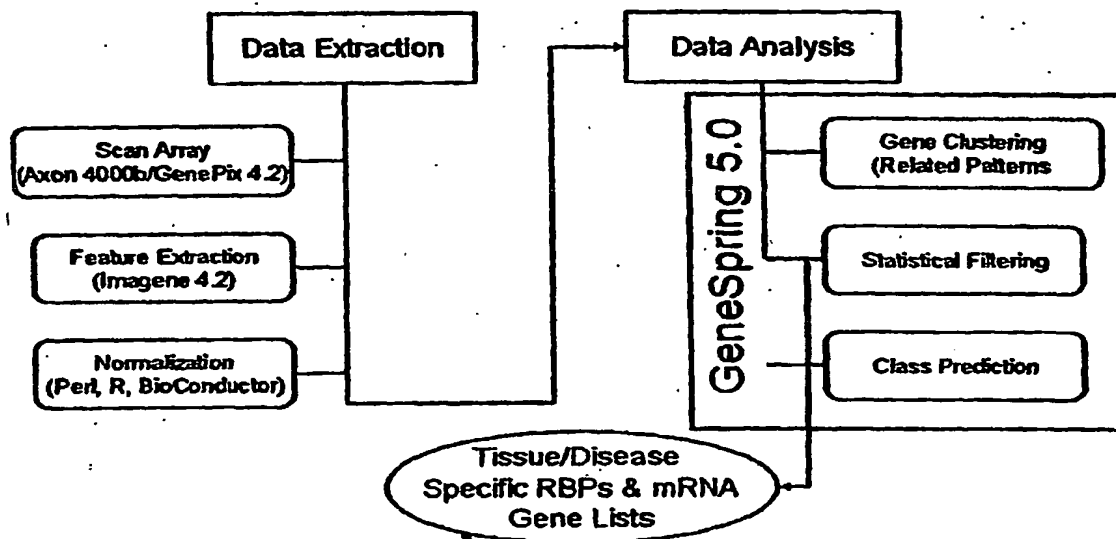 Data Extraction
Scan Array
(Axon 4000b/GenePix 4.2)
Feature Extraction
(Imagene 4.2)
Normalization
(Perl, R, BioConductor)
Data Analysis
GeneSpring 5.0
Gene Clustering
(Related Patterns
Statistical Filtering
Class Prediction
Tissue/Disease
Specific RBPs & mRNA
Gene Lists